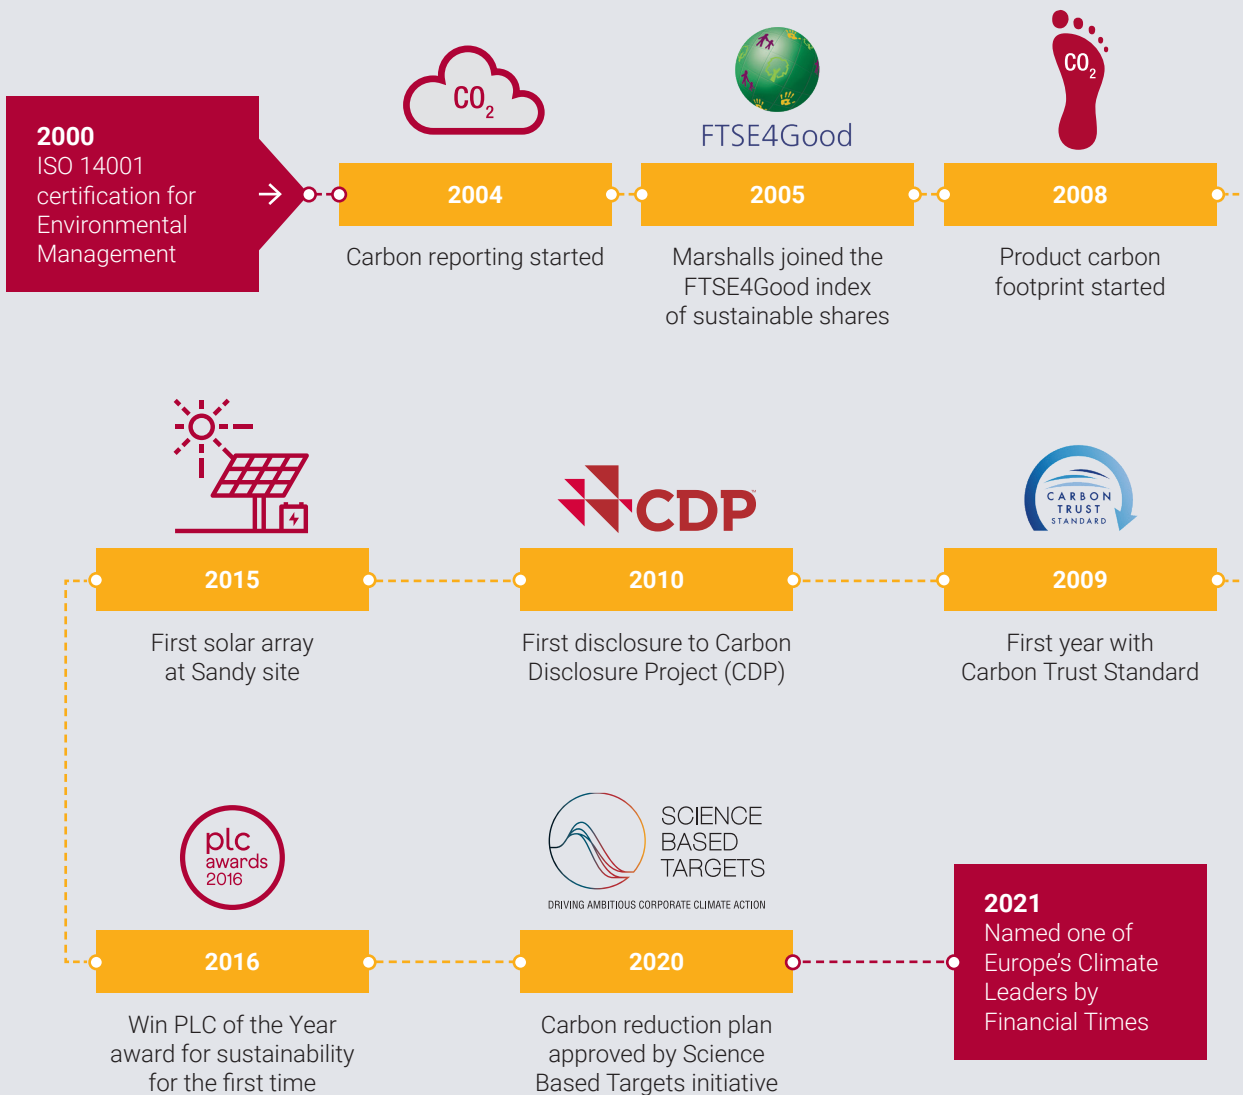 2000
ISO 14001
certification for
Environmental
Management
CO₂
2004
Carbon reporting started
FTSE4Good
2005
Marshalls joined the
FTSE4Good index
of sustainable shares
CO₂
2008
Product carbon
footprint started
CARBON
TRUST
STANDARD
2009
First year with
Carbon Trust Standard
CDP
2010
First disclosure to Carbon
Disclosure Project (CDP)
2015
First solar array
at Sandy site
plc
awards
2016
2016
Win PLC of the Year
award for sustainability
for the first time
SCIENCE
BASED
TARGETS
DRIVING AMBITIOUS CORPORATE CLIMATE ACTION
2020
Carbon reduction plan
approved by Science
Based Targets initiative
2021
Named one of
Europe’s Climate
Leaders by
Financial Times